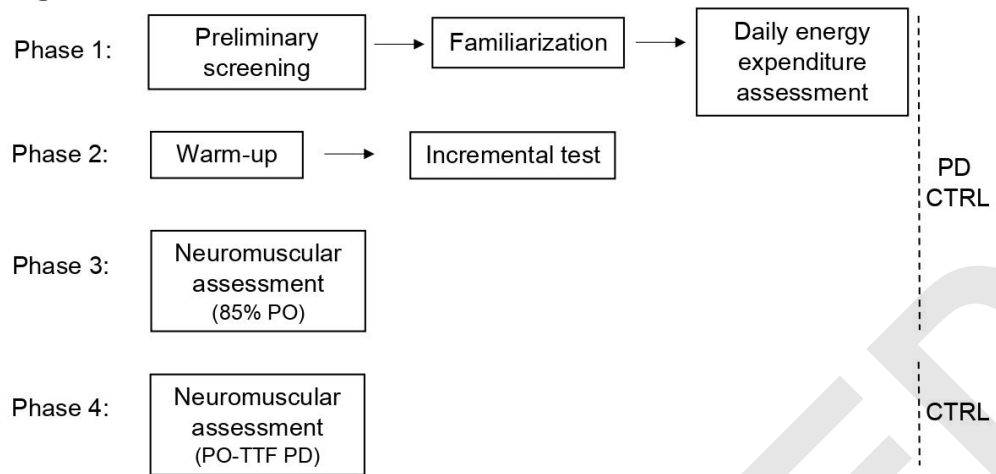 Phase 1:
Preliminary
screening
Familiarization
Daily energy
expenditure
assessment
Phase 2:
Warm-up
Incremental test
PD
CTRL
Phase 3:
Neuromuscular
assessment
(85% PO)
Phase 4:
Neuromuscular
assessment
(PO-TTF PD)
CTRL